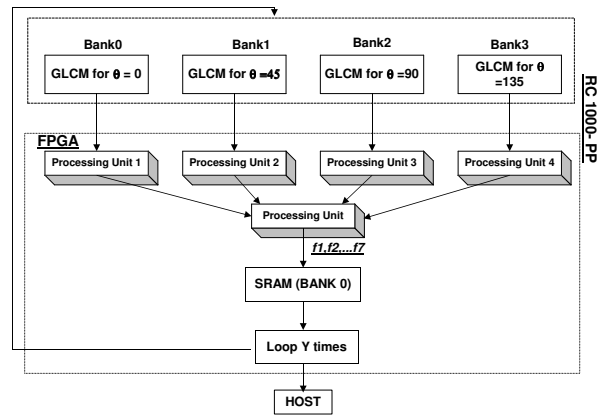 Bank0
Bank1
Bank2
Bank3
GLCM for θ = 0
GLCM for θ =45
GLCM for θ =90
GLCM for θ
=135
RC 1000- PP
FPGA
Processing Unit 1
Processing Unit 2
Processing Unit 3
Processing Unit 4
Processing Unit
f1,f2,...f7
SRAM (BANK 0)
Loop Y times
HOST